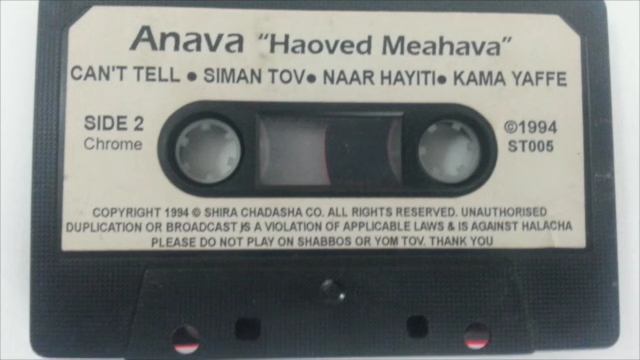 Anava "Haoved Meahava"
CAN'T TELL ● SIMAN TOV● NAAR HAYITI● KAMA YAFFE
SIDE 2
Chrome
©1994
ST005
COPYRIGHT 1994 © SHIRA CHADASHA CO. ALL RIGHTS RESERVED. UNAUTHORISED
DUPLICATION OR BROADCAST IS A VIOLATION OF APPLICABLE LAWS & IS AGAINST HALACHA
PLEASE DO NOT PLAY ON SHABBOS OR YOM TOV. THANK YOU